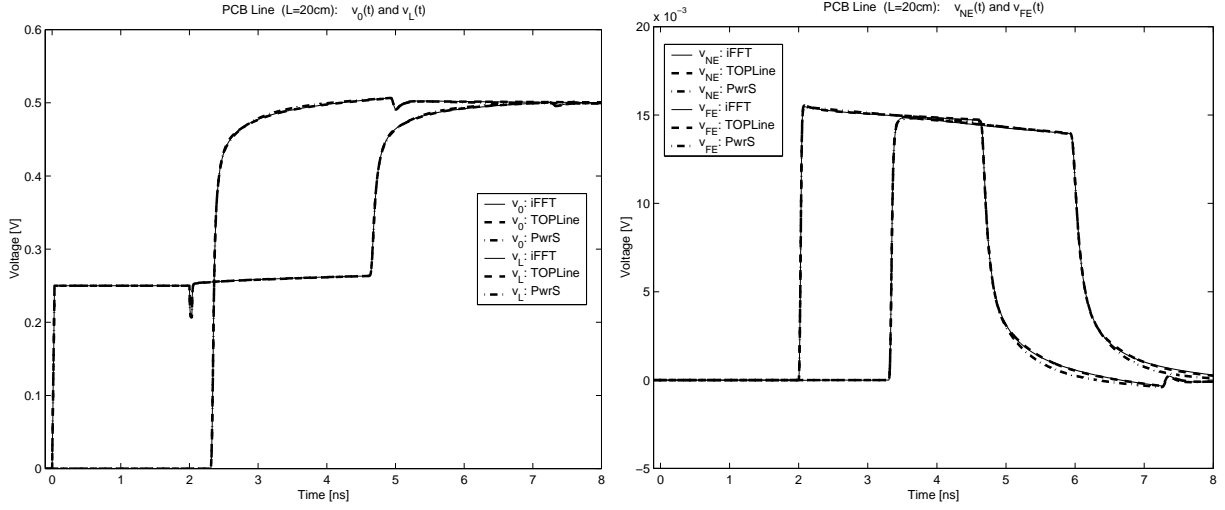 PCB Line (L=20cm): v0(t) and vL(t)
0.6
0.5
0.4
0.3
0.2
0.1
0
Voltage [V]
v0: iFFT
v0: TOPLine
v0: PwrS
vL: iFFT
vL: TOPLine
vL: PwrS
0 1 2 3 4 5 6 7 8
Time [ns]
PCB Line (L=20cm): vNE(t) and vFE(t)
x 10−3
20
15
10
5
0
−5
Voltage [V]
vNE: iFFT
vNE: TOPLine
vNE: PwrS
vFE: iFFT
vFE: TOPLine
vFE: PwrS
0 1 2 3 4 5 6 7 8
Time [ns]